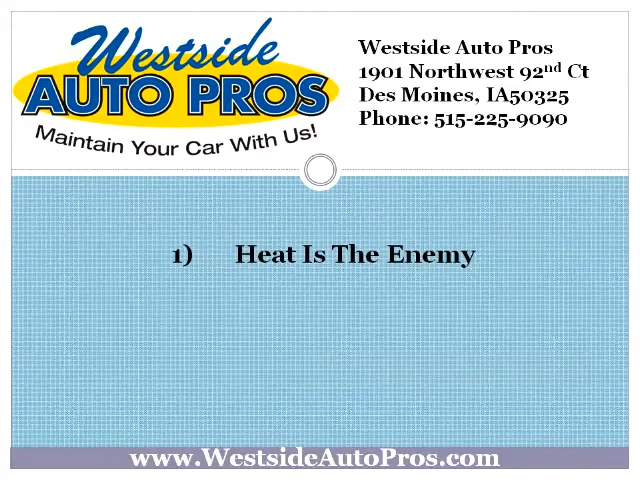 Westside
AUTO PROS
Maintain Your Car With Us!
Westside Auto Pros
1901 Northwest 92nd Ct
Des Moines, IA50325
Phone: 515-225-9090
1) Heat Is The Enemy
www.WestsideAutoPros.com